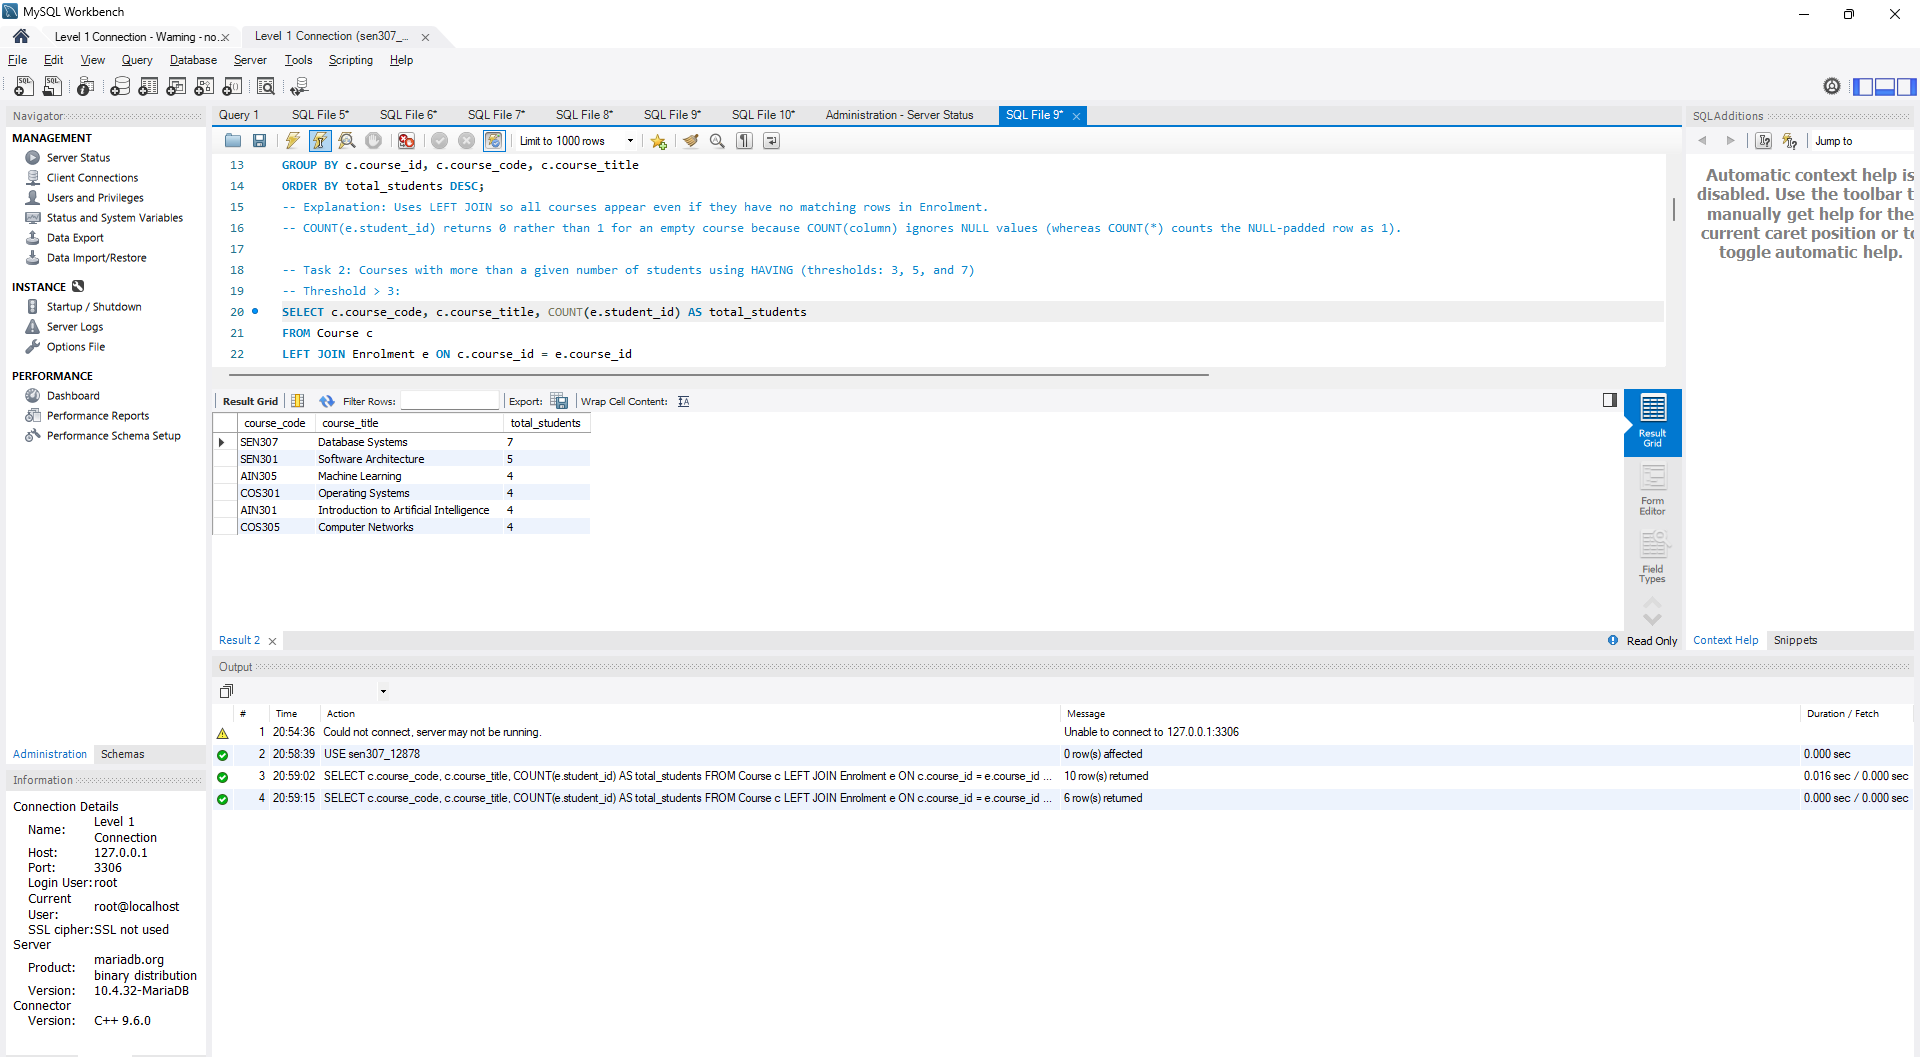 MySQL Workbench
Level 1 Connection - Warning - no...
Level 1 Connection (sen307_...
File Edit View Query Database Server Tools Scripting Help
Navigator
MANAGEMENT
Server Status
Client Connections
Users and Privileges
Status and System Variables
Data Export
Data Import/Restore
INSTANCE
Startup / Shutdown
Server Logs
Options File
PERFORMANCE
Dashboard
Performance Reports
Performance Schema Setup
Administration Schemas
Information
Connection Details
Name: Level 1 Connection
Host: 127.0.0.1
Port: 3306
Login User: root
Current User: root@localhost
SSL cipher: SSL not used
Server
Product: mariadb.org binary distribution
Version: 10.4.32-MariaDB
Connector
Version: C++ 9.6.0
Query 1 SQL File 5* SQL File 6* SQL File 7* SQL File 8* SQL File 9* SQL File 10* Administration - Server Status SQL File 9*
Limit to 1000 rows
13 GROUP BY c.course_id, c.course_code, c.course_title
14 ORDER BY total_students DESC;
15 -- Explanation: Uses LEFT JOIN so all courses appear even if they have no matching rows in Enrolment.
16 -- COUNT(e.student_id) returns 0 rather than 1 for an empty course because COUNT(column) ignores NULL values (whereas COUNT(*) counts the NULL-padded row as 1).
17
18 -- Task 2: Courses with more than a given number of students using HAVING (thresholds: 3, 5, and 7)
19 -- Threshold > 3:
20 SELECT c.course_code, c.course_title, COUNT(e.student_id) AS total_students
21 FROM Course c
22 LEFT JOIN Enrolment e ON c.course_id = e.course_id
Result Grid Filter Rows: Export: Wrap Cell Content:
course_code course_title total_students
SEN307 Database Systems 7
SEN301 Software Architecture 5
AIN305 Machine Learning 4
COS301 Operating Systems 4
AIN301 Introduction to Artificial Intelligence 4
COS305 Computer Networks 4
Result Grid
Form Editor
Field Types
Result 2
Read Only
SQLAdditions
Jump to
Automatic context help is
disabled. Use the toolbar t
manually get help for the
current caret position or to
toggle automatic help.
Context Help Snippets
Output
# Time Action Message Duration / Fetch
1 20:54:36 Could not connect, server may not be running. Unable to connect to 127.0.0.1:3306
2 20:58:39 USE sen307_12878 0 row(s) affected 0.000 sec
3 20:59:02 SELECT c.course_code, c.course_title, COUNT(e.student_id) AS total_students FROM Course c LEFT JOIN Enrolment e ON c.course_id = e.course_id ... 10 row(s) returned 0.016 sec / 0.000 sec
4 20:59:15 SELECT c.course_code, c.course_title, COUNT(e.student_id) AS total_students FROM Course c LEFT JOIN Enrolment e ON c.course_id = e.course_id ... 6 row(s) returned 0.000 sec / 0.000 sec